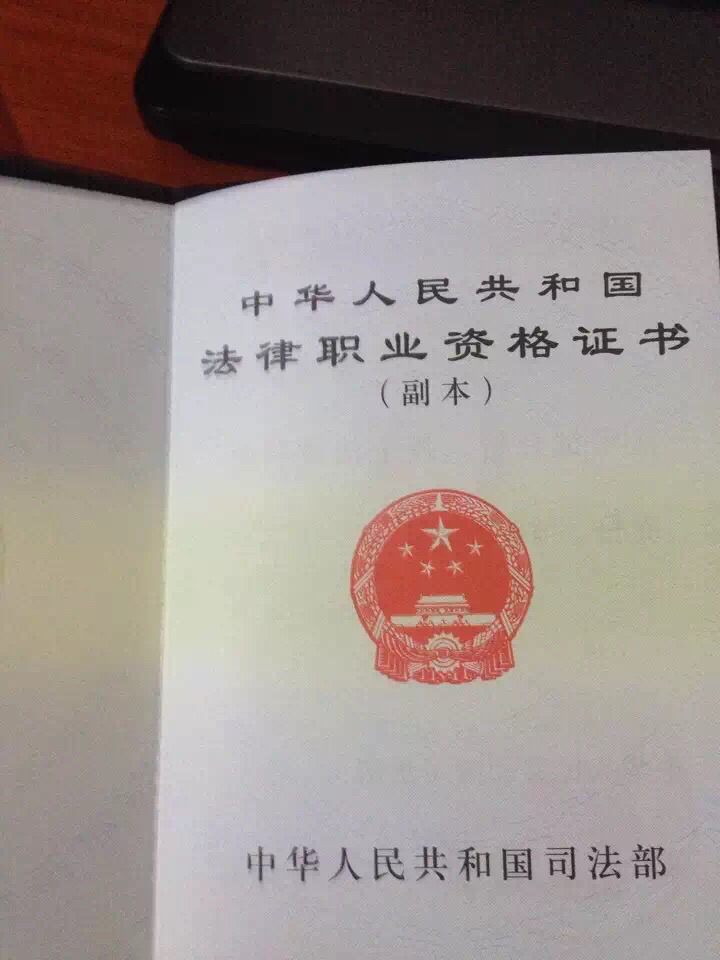 中华人民共和国
法律职业资格证书
（副本）
中华人民共和国司法部